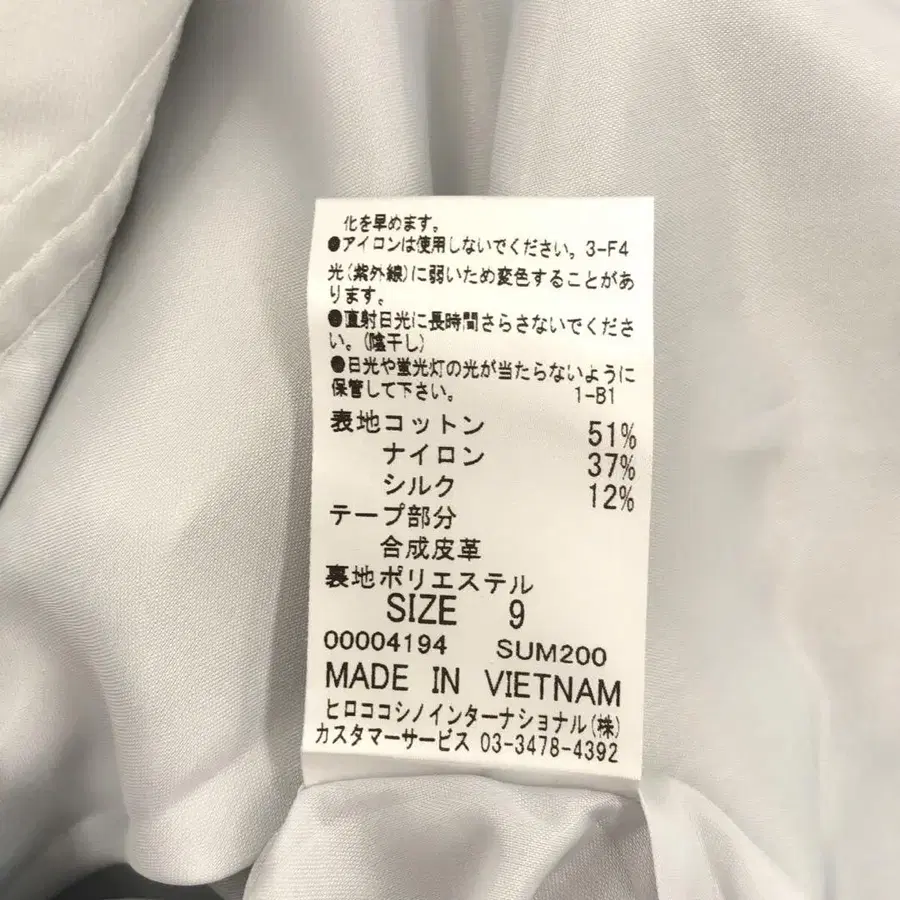 化を早めます。
●アイロンは使用しないでください。3-F4
光(紫外線)に弱いため変色することがあ
ります。
●直射日光に長時間さらさないでくださ
い。(陰干し)
●日光や蛍光灯の光が当たらないように
保管して下さい。 1-B1
表地コットン 51%
ナイロン 37%
シルク 12%
テープ部分
合成皮革
裏地ポリエステル
SIZE 9
00004194 SUM200
MADE IN VIETNAM
ヒロココシノインターナショナル(株)
カスタマーサービス 03-3478-4392